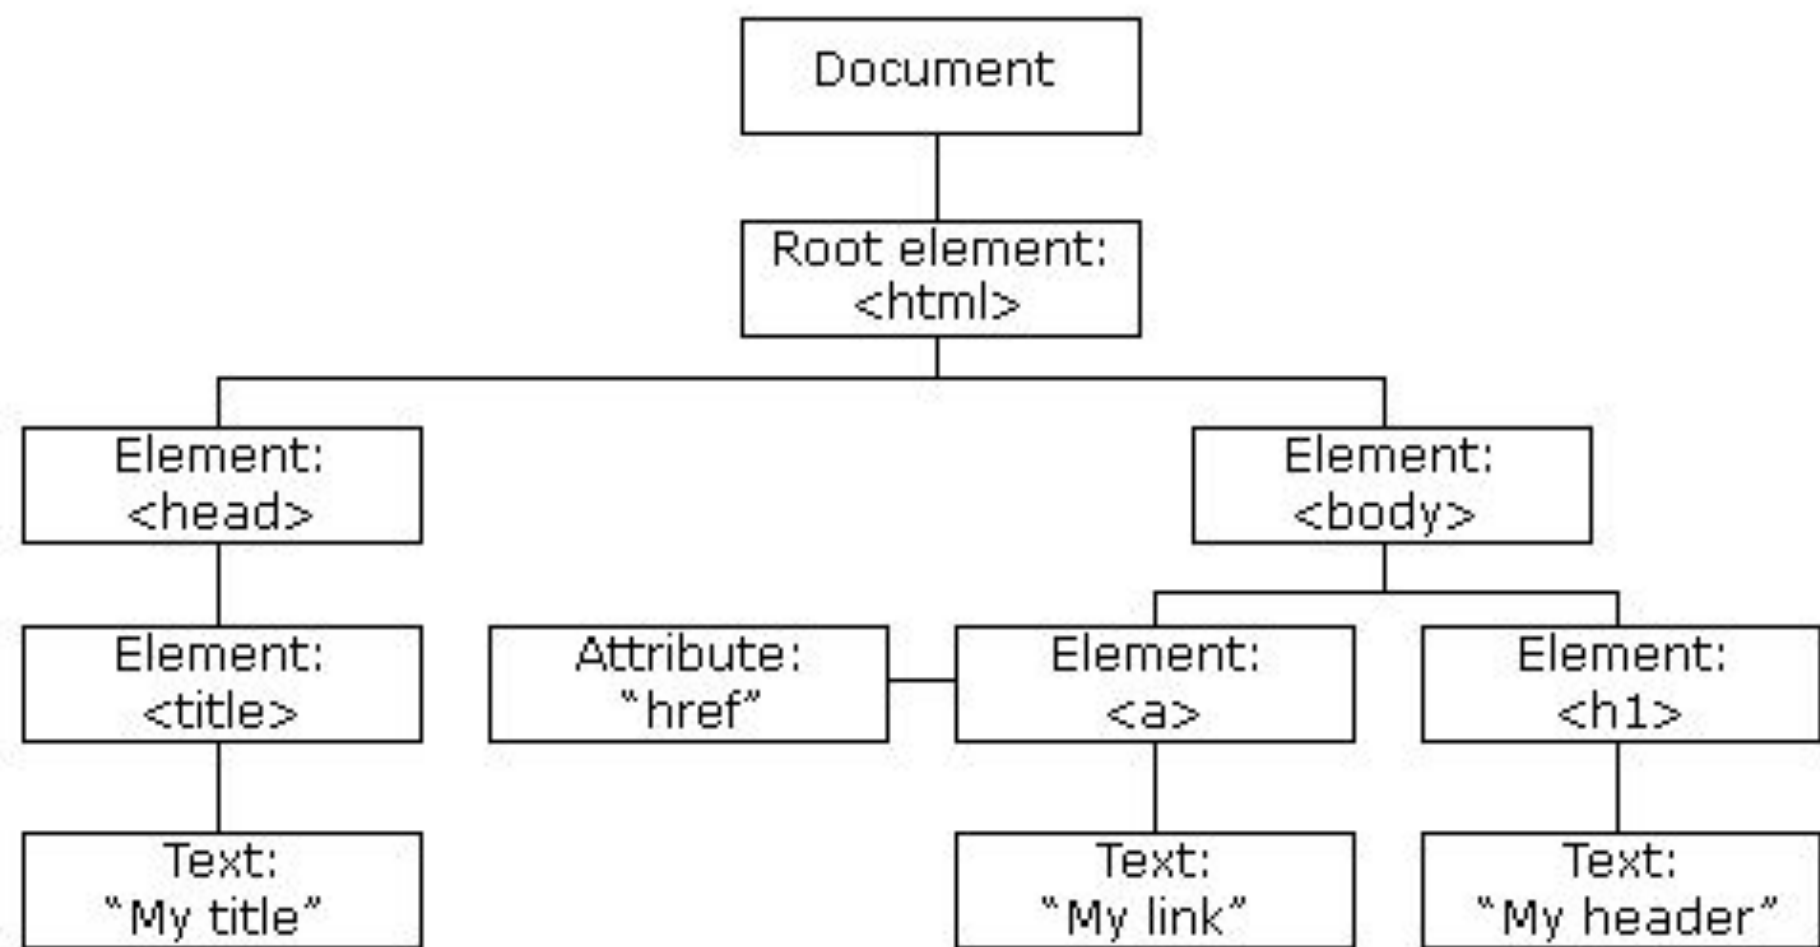 Document
Root element:
<html>
Element:
<head>
Element:
<body>
Element:
<title>
Attribute:
“href”
Element:
<a>
Element:
<h1>
Text:
“My title”
Text:
“My link”
Text:
“My header”